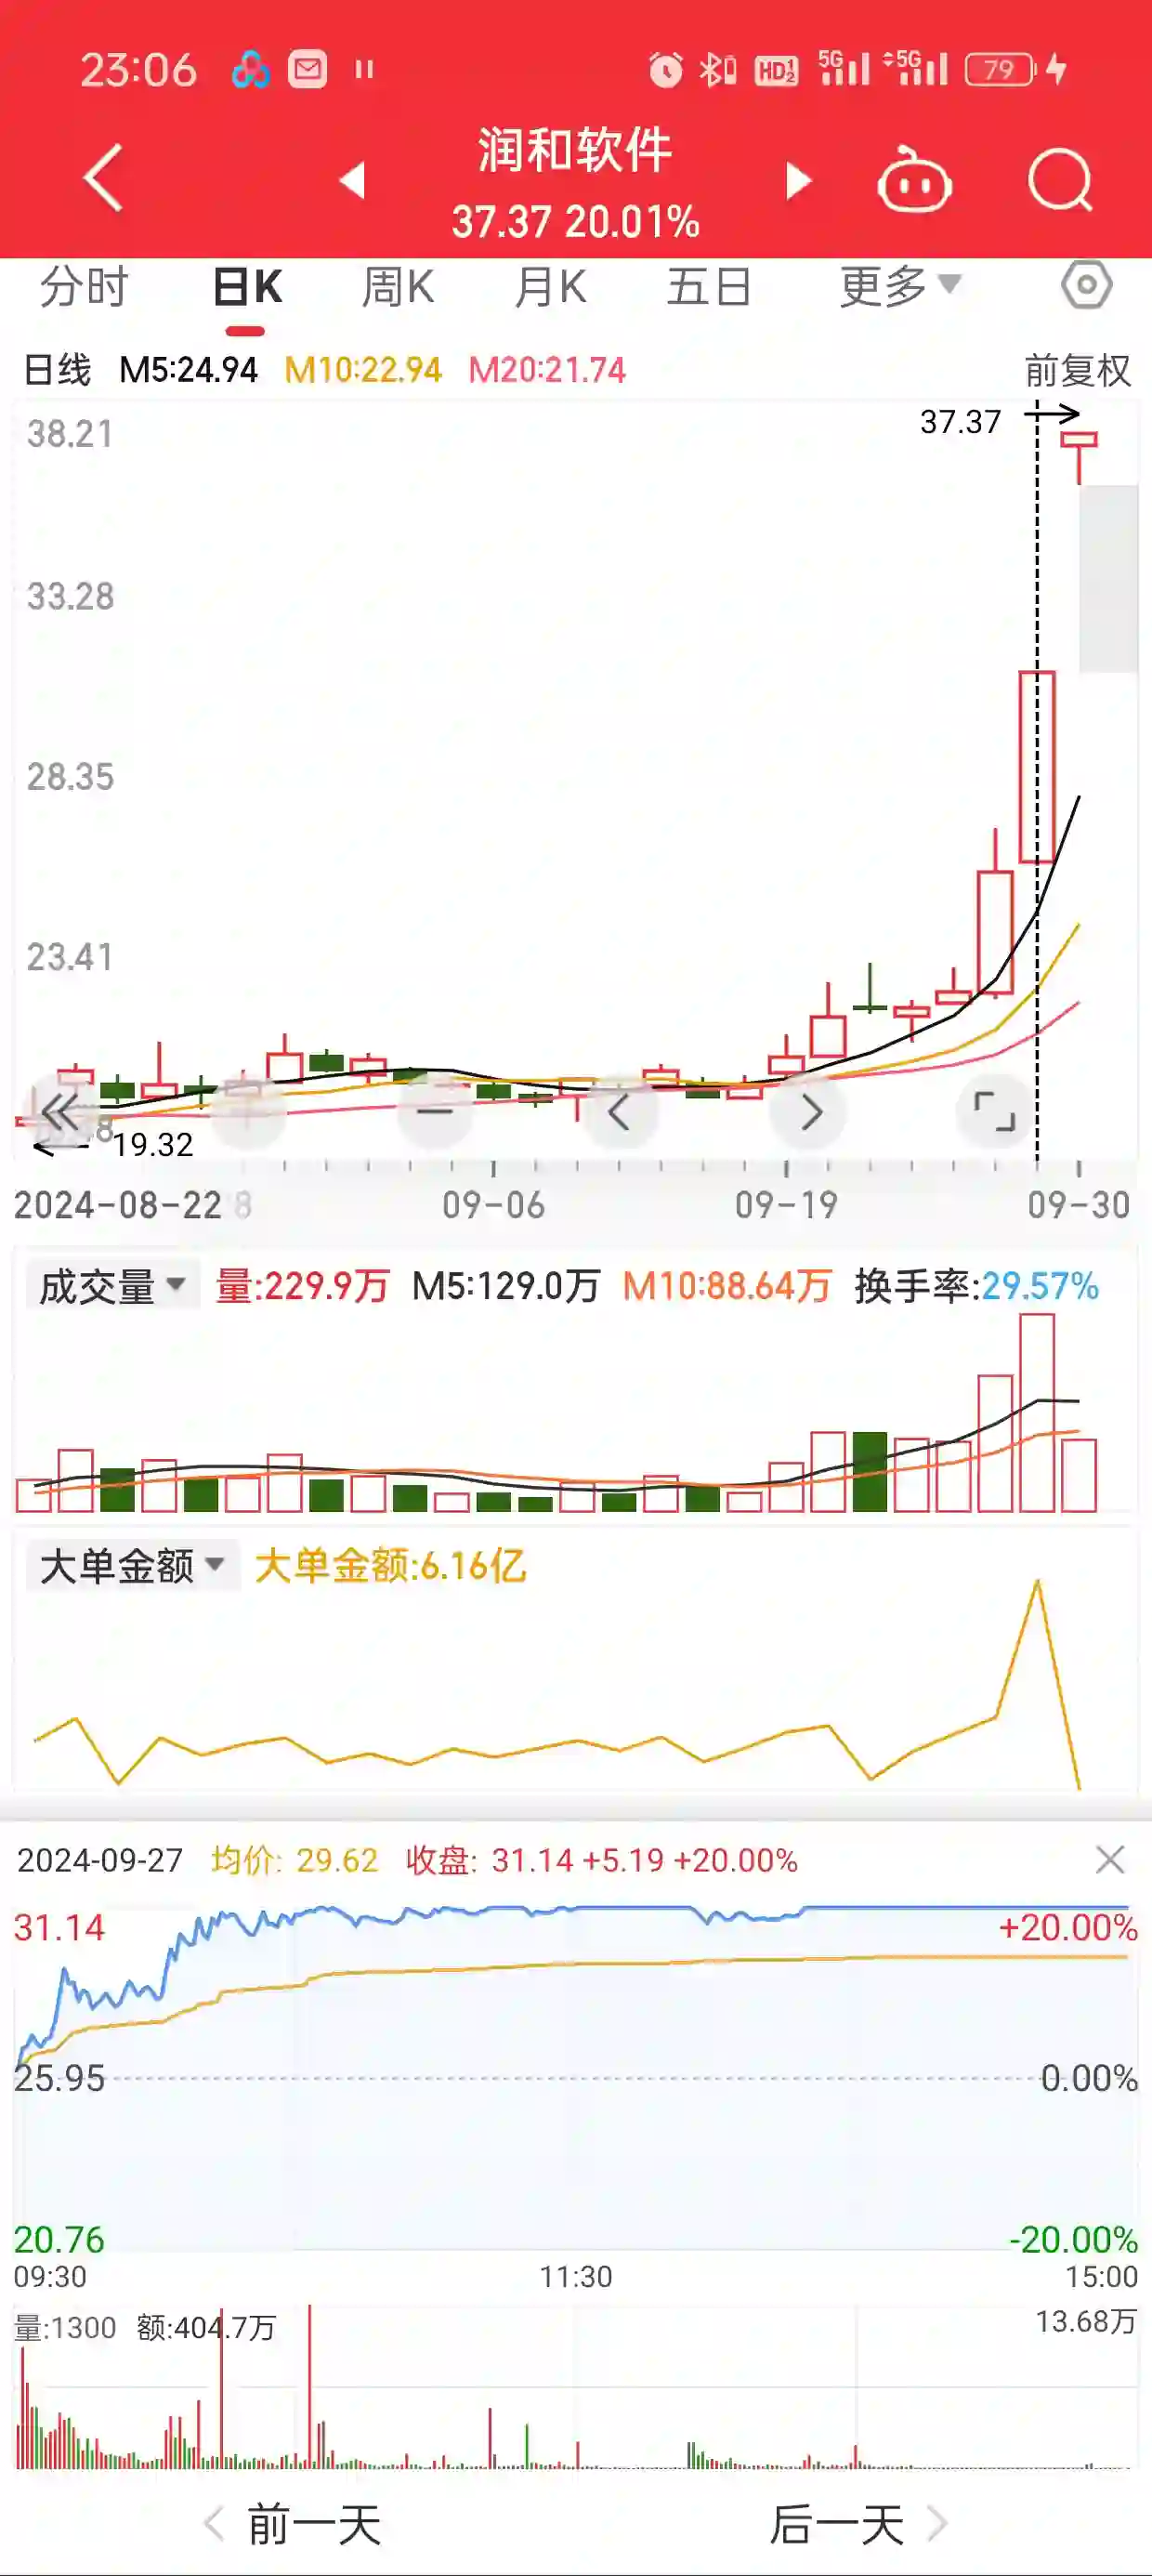 23:06 HD 1 2 5G 5G 79
润和软件
37.37 20.01%
分时 日K 周K 月K 五日 更多
日线 M5:24.94 M10:22.94 M20:21.74 前复权
37.37
38.21
33.28
28.35
23.41
19.32
2024-08-22 09-06 09-19 09-30
成交量 量:229.9万 M5:129.0万 M10:88.64万 换手率:29.57%
大单金额 大单金额:6.16亿
2024-09-27 均价: 29.62 收盘: 31.14 +5.19 +20.00%
31.14 +20.00%
25.95 0.00%
20.76 -20.00%
09:30 11:30 15:00
量:1300 额:404.7万 13.68万
前一天 后一天